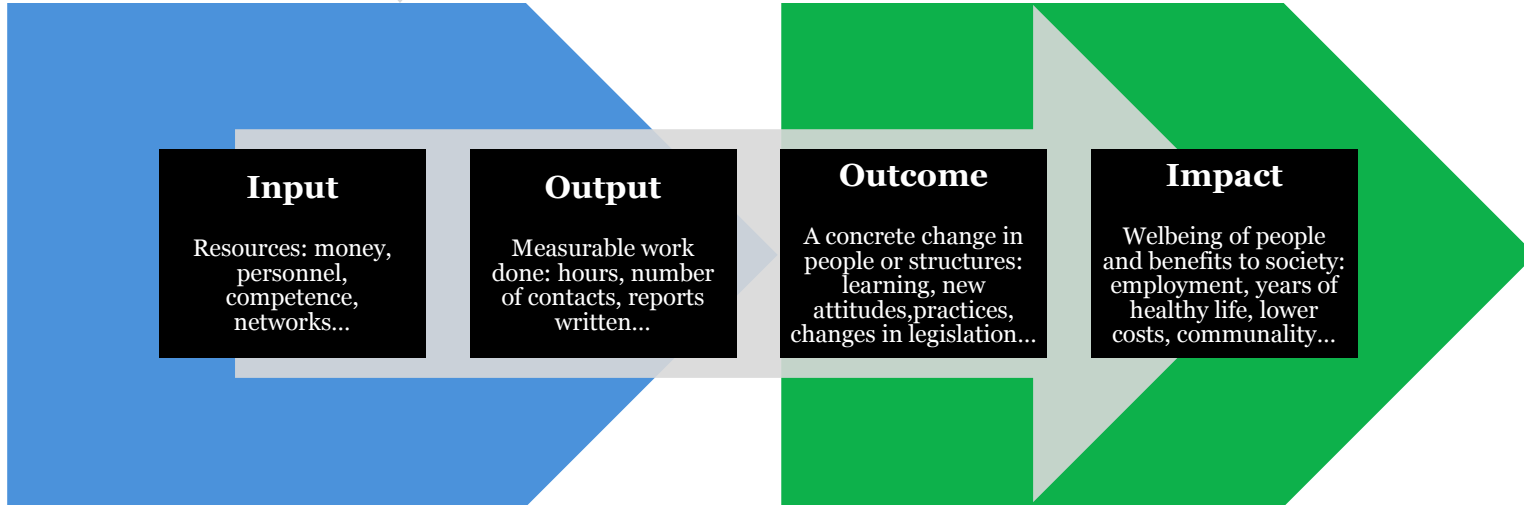 Input
Resources: money,
personnel,
competence,
networks...
Output
Measurable work
done: hours, number
of contacts, reports
written...
Outcome
A concrete change in
people or structures:
learning, new
attitudes,practices,
changes in legislation...
Impact
Welbeing of people
and benefits to society:
employment, years of
healthy life, lower
costs, communality...